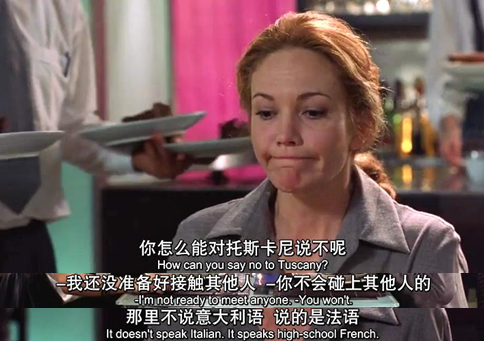 你怎么能对托斯卡尼说不呢
How can you say no to Tuscany?
-我还没准备好接触其他人 -你不会碰上其他人的
-I'm not ready to meet anyone. -You won't.
那里不说意大利语 说的是法语
It doesn't speak Italian. It speaks high-school French.